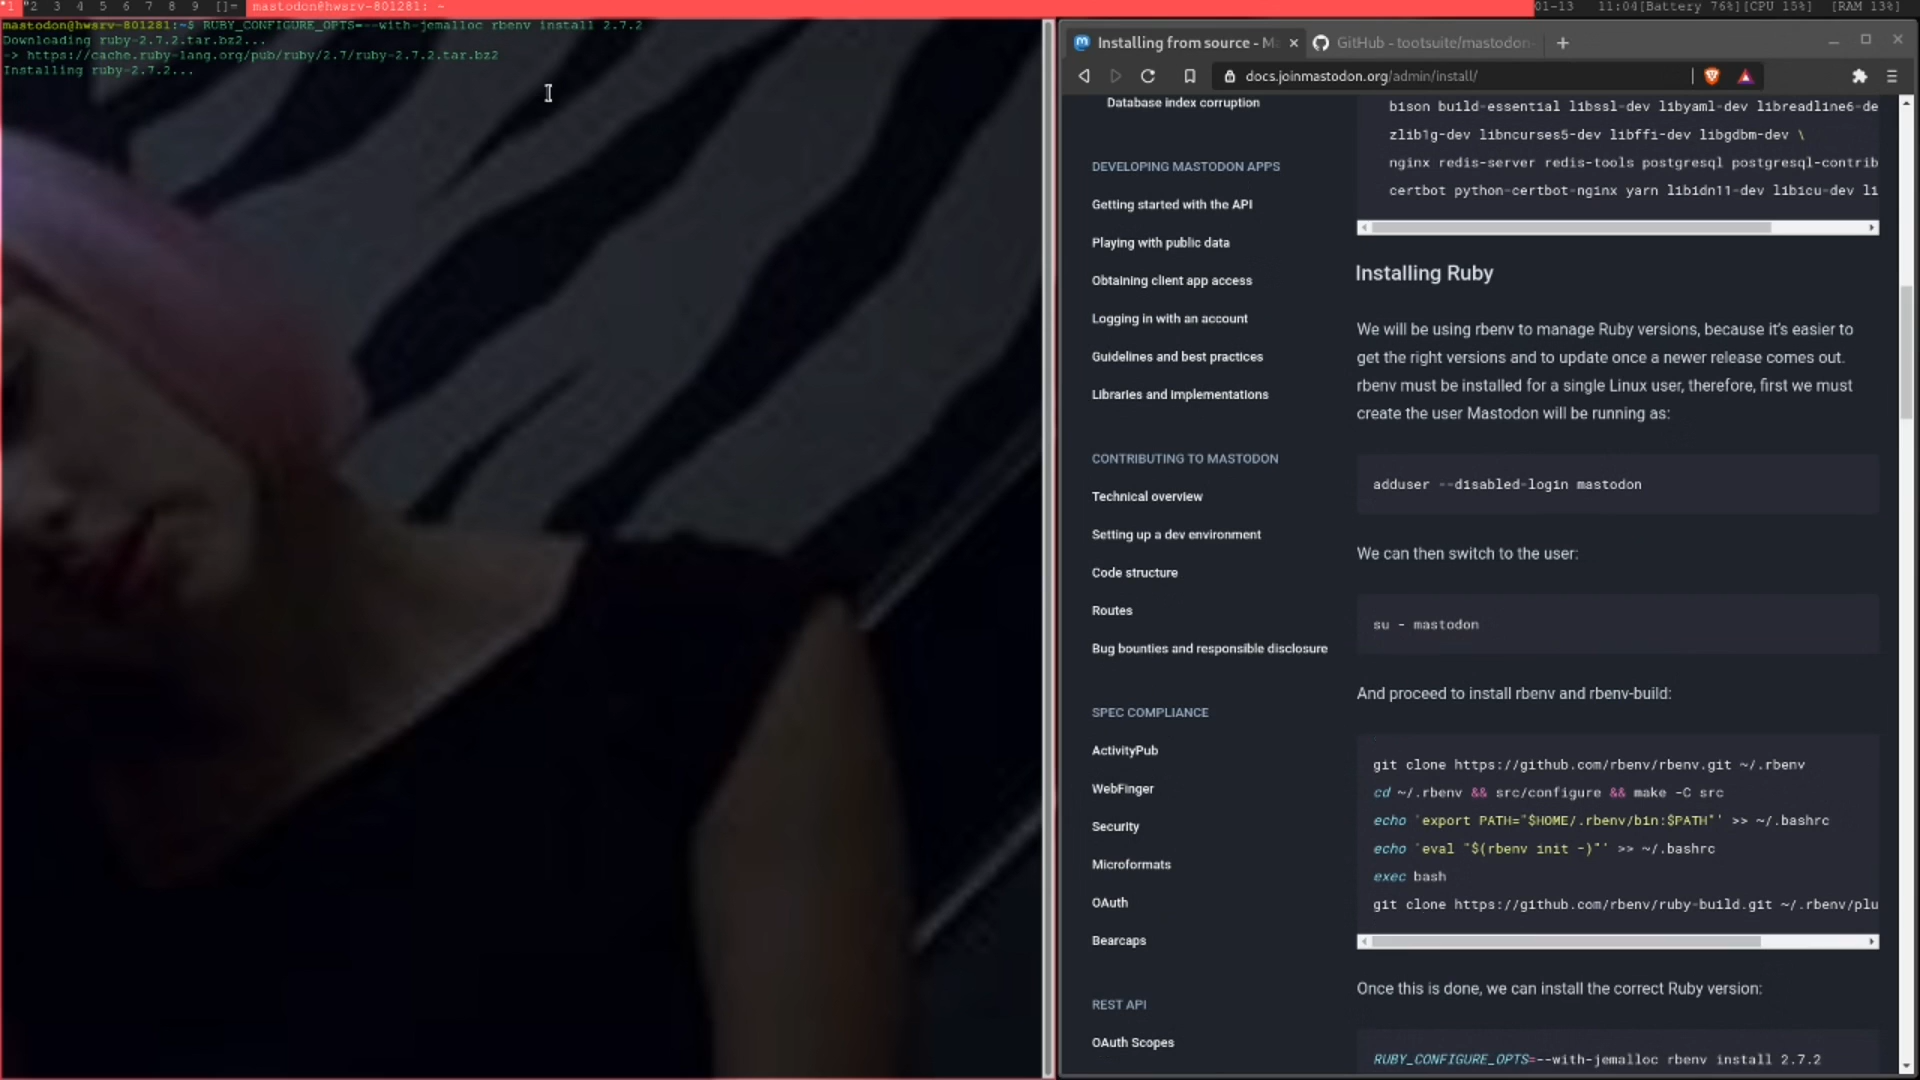 1 2 3 4 5 6 7 8 9 []= mastodon@hwsrv-801281: ~ 01-13 11:04[Battery 76%][CPU 15%] [RAM 13%]
mastodon@hwsrv-801281:~$ RUBY_CONFIGURE_OPTS=--with-jemalloc rbenv install 2.7.2
Downloading ruby-2.7.2.tar.bz2...
-> https://cache.ruby-lang.org/pub/ruby/2.7/ruby-2.7.2.tar.bz2
Installing ruby-2.7.2...
Installing from source - M
GitHub - tootsuite/mastodon-
docs.joinmastodon.org/admin/install/
Database index corruption
DEVELOPING MASTODON APPS
Getting started with the API
Playing with public data
Obtaining client app access
Logging in with an account
Guidelines and best practices
Libraries and implementations
CONTRIBUTING TO MASTODON
Technical overview
Setting up a dev environment
Code structure
Routes
Bug bounties and responsible disclosure
SPEC COMPLIANCE
ActivityPub
WebFinger
Security
Microformats
OAuth
Bearcaps
REST API
OAuth Scopes
bison build-essential libssl-dev libyaml-dev libreadline6-de
zlib1g-dev libncurses5-dev libffi-dev libgdbm-dev \
nginx redis-server redis-tools postgresql postgresql-contrib
certbot python-certbot-nginx yarn libidn11-dev libicu-dev li
Installing Ruby
We will be using rbenv to manage Ruby versions, because it's easier to
get the right versions and to update once a newer release comes out.
rbenv must be installed for a single Linux user, therefore, first we must
create the user Mastodon will be running as:
adduser --disabled-login mastodon
We can then switch to the user:
su - mastodon
And proceed to install rbenv and rbenv-build:
git clone https://github.com/rbenv/rbenv.git ~/.rbenv
cd ~/.rbenv && src/configure && make -C src
echo 'export PATH="$HOME/.rbenv/bin:$PATH"' >> ~/.bashrc
echo 'eval "$(rbenv init -)"' >> ~/.bashrc
exec bash
git clone https://github.com/rbenv/ruby-build.git ~/.rbenv/plu
Once this is done, we can install the correct Ruby version:
RUBY_CONFIGURE_OPTS=--with-jemalloc rbenv install 2.7.2